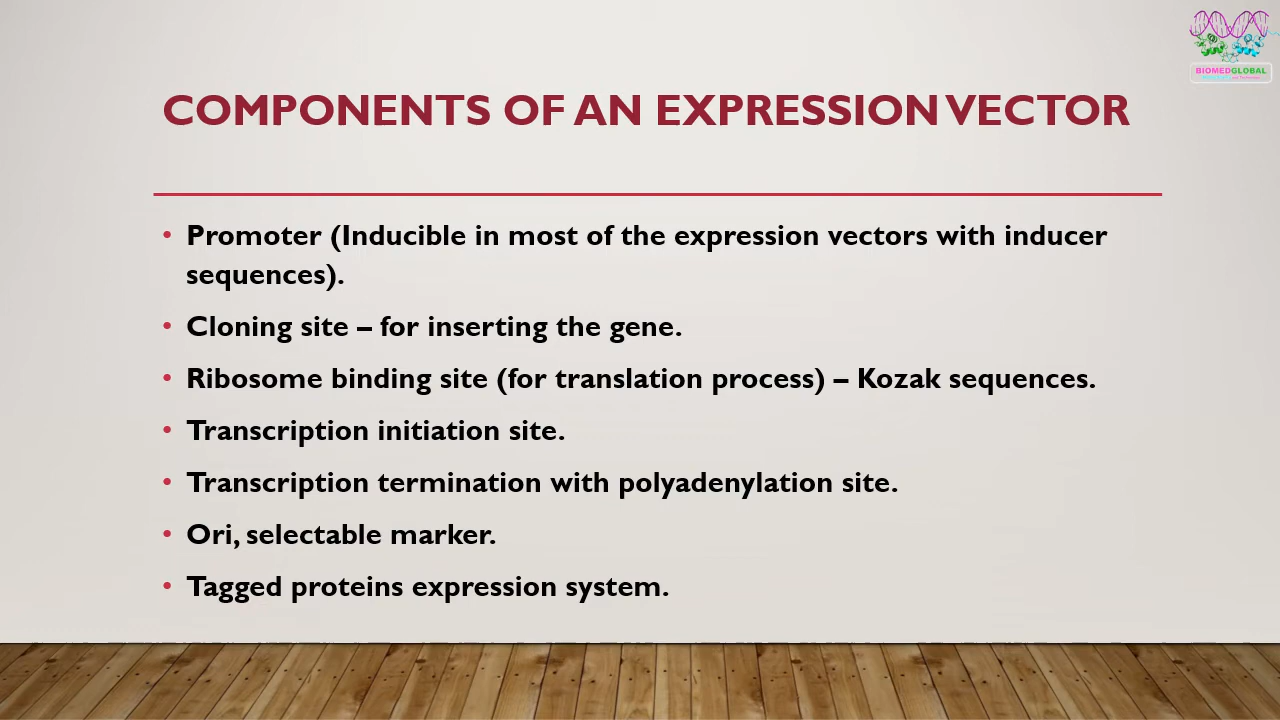 BIOMEDGLOBAL
COMPONENTS OF AN EXPRESSION VECTOR
• Promoter (Inducible in most of the expression vectors with inducer
sequences).
• Cloning site – for inserting the gene.
• Ribosome binding site (for translation process) – Kozak sequences.
• Transcription initiation site.
• Transcription termination with polyadenylation site.
• Ori, selectable marker.
• Tagged proteins expression system.